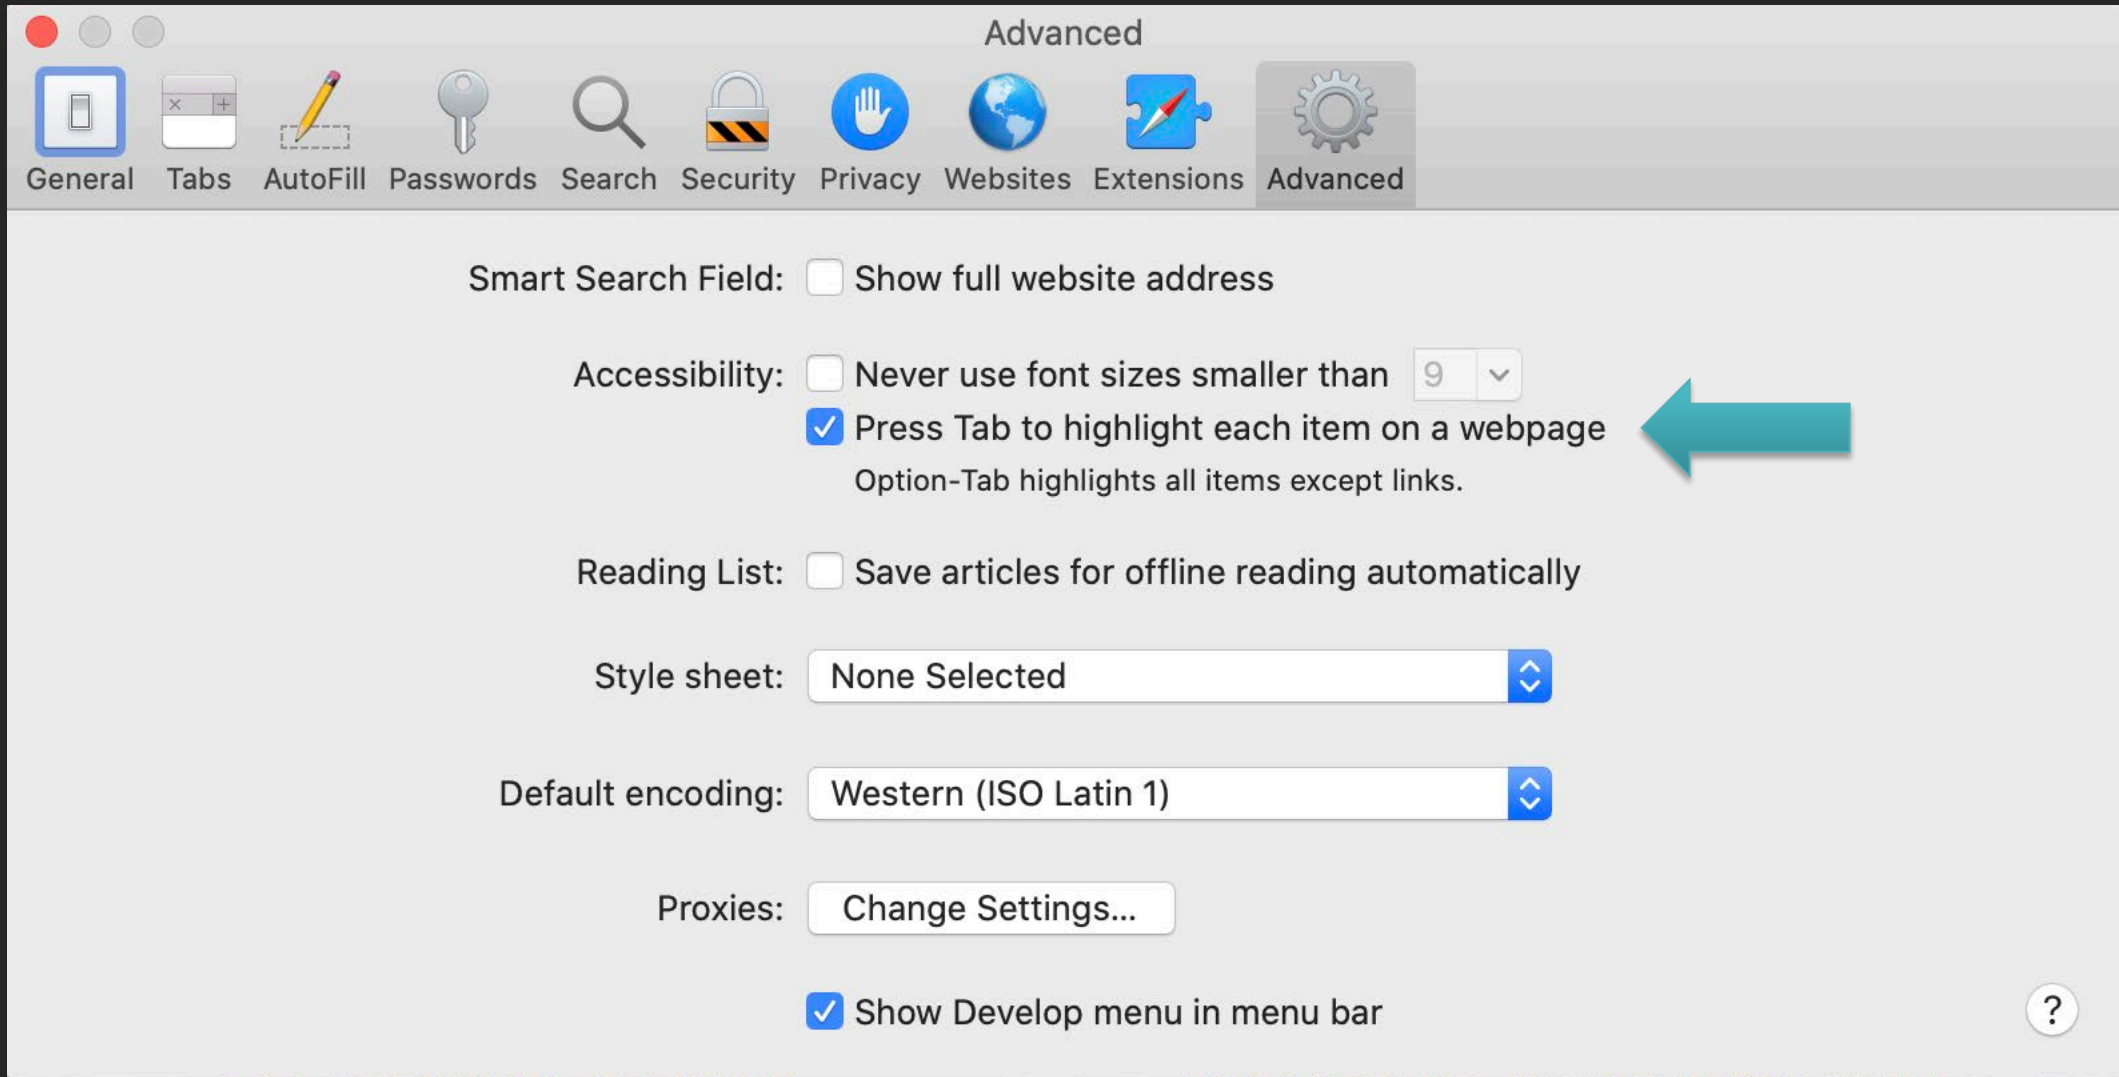 Advanced
General Tabs AutoFill Passwords Search Security Privacy Websites Extensions Advanced
Smart Search Field: Show full website address
Accessibility: Never use font sizes smaller than 9
Press Tab to highlight each item on a webpage
Option-Tab highlights all items except links.
Reading List: Save articles for offline reading automatically
Style sheet: None Selected
Default encoding: Western (ISO Latin 1)
Proxies: Change Settings...
Show Develop menu in menu bar
?